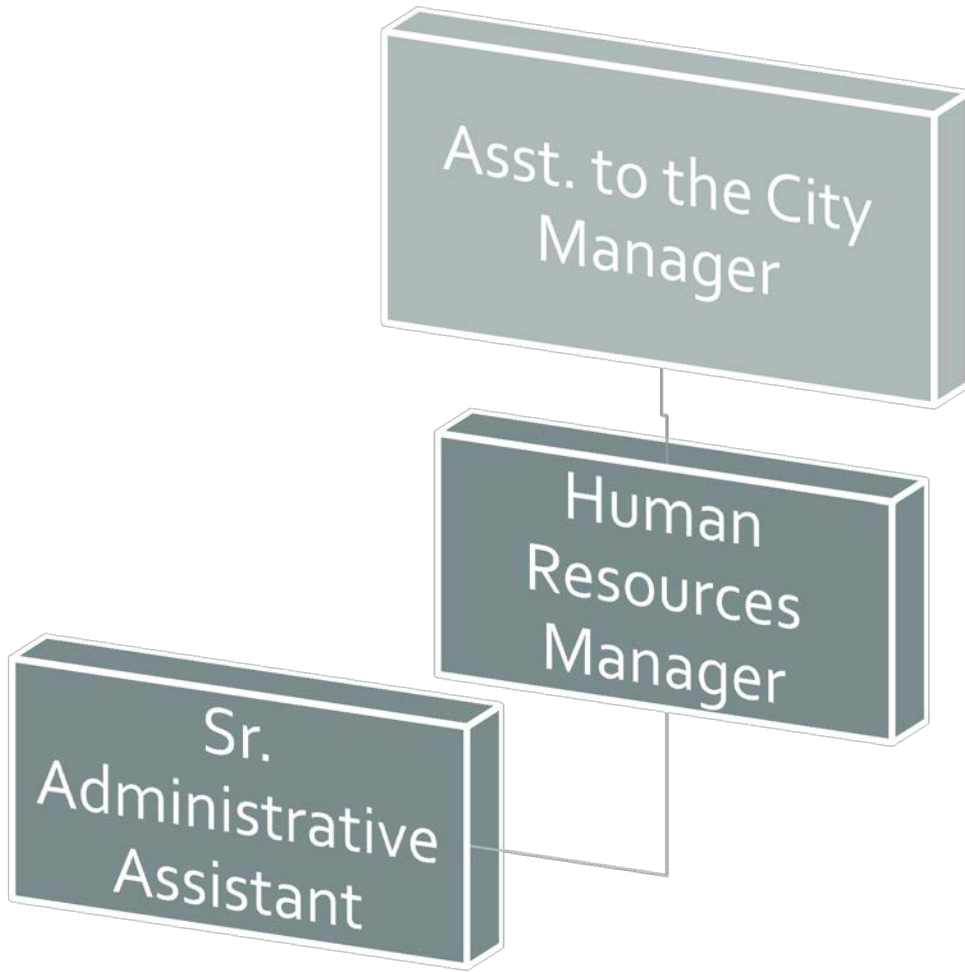 Asst. to the City
Manager
Human
Resources
Manager
Sr.
Administrative
Assistant